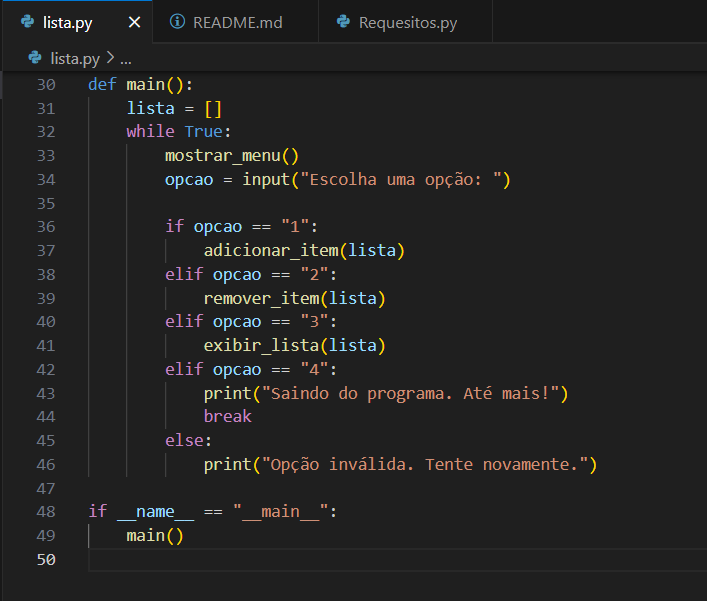 lista.py × README.md Requesitos.py
lista.py > ...
30 def main():
31     lista = []
32     while True:
33         mostrar_menu()
34         opcao = input("Escolha uma opção: ")
35
36         if opcao == "1":
37             adicionar_item(lista)
38         elif opcao == "2":
39             remover_item(lista)
40         elif opcao == "3":
41             exibir_lista(lista)
42         elif opcao == "4":
43             print("Saindo do programa. Até mais!")
44             break
45         else:
46             print("Opção inválida. Tente novamente.")
47
48 if __name__ == "__main__":
49     main()
50